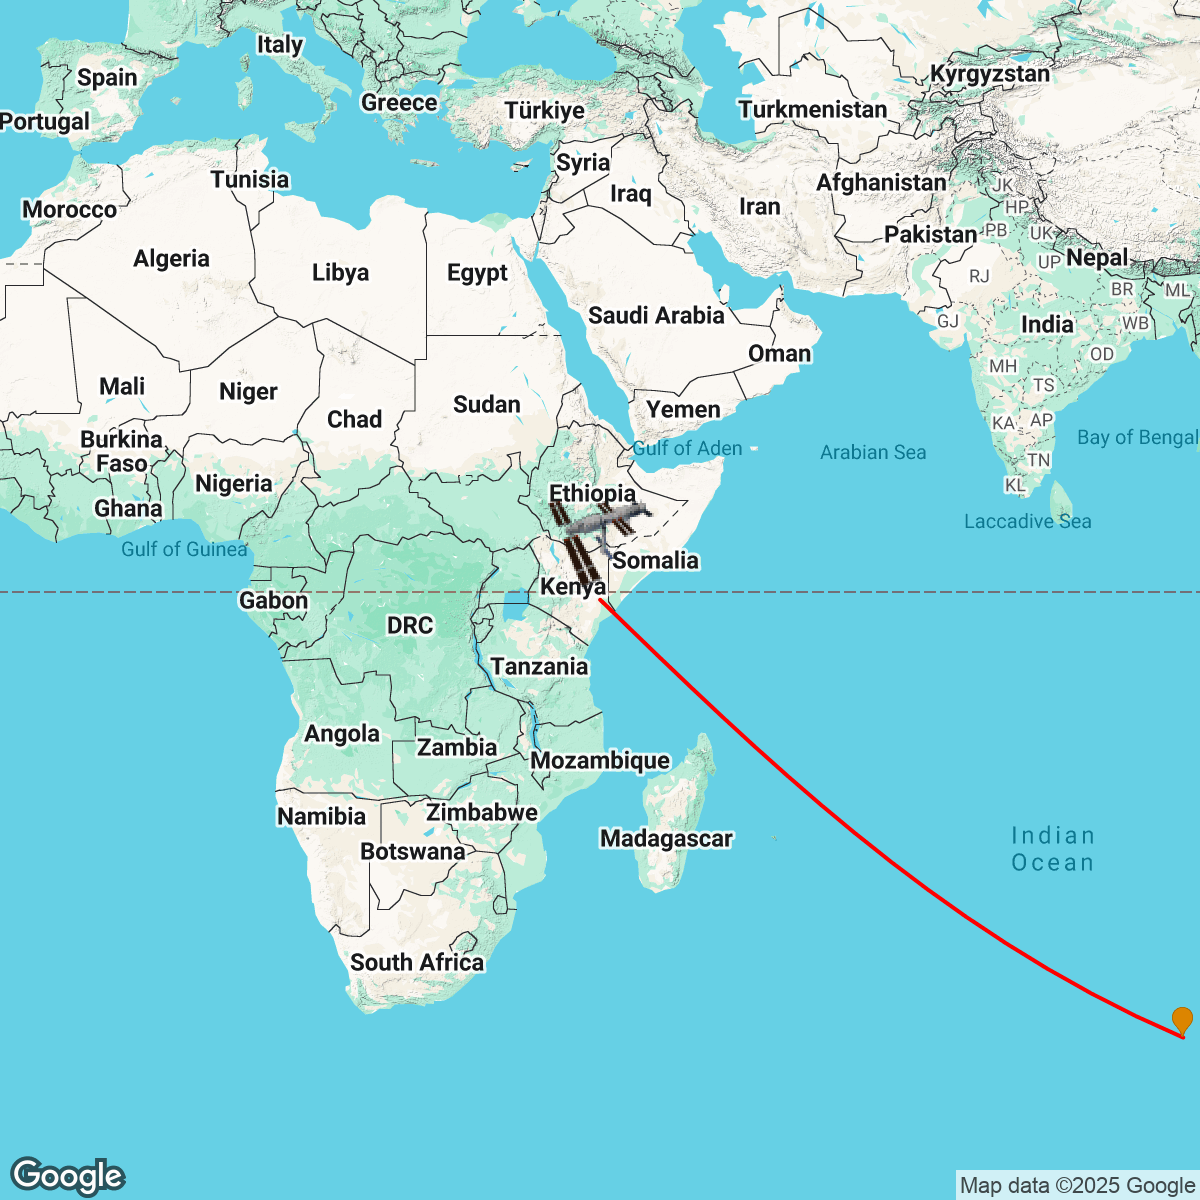 Italy
Kyrgyzstan
Spain
Greece
Türkiye
Turkmenistan
Portugal
Syria
Tunisia
Afghanistan
JK
Iraq
Iran
HP
Morocco
PB
UK
Pakistan
Algeria
Nepal
UP
Libya
Egypt
RJ
BR
ML
Saudi Arabia
GJ
India
WB
Oman
OD
MH
Mali
Niger
TS
Sudan
Yemen
Chad
KA
AP
Burkina
Faso
Gulf of Aden
Arabian Sea
Bay of Bengal
TN
Nigeria
KL
Ethiopia
Ghana
Laccadive Sea
Gulf of Guinea
Somalia
Kenya
Gabon
DRC
Tanzania
Angola
Zambia
Mozambique
Namibia
Zimbabwe
Madagascar
Indian
Ocean
Botswana
South Africa
Google
Map data ©2025 Google